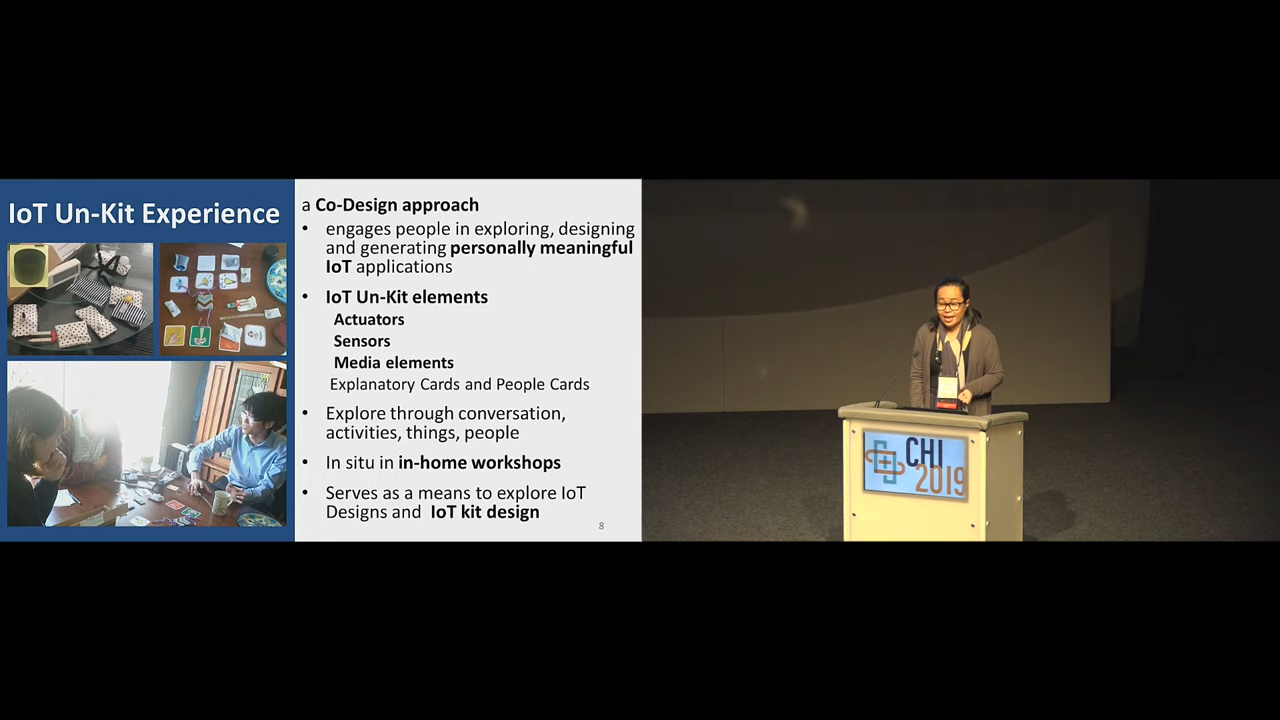 IoT Un-Kit Experience
a Co-Design approach
• engages people in exploring, designing
and generating personally meaningful
IoT applications
• IoT Un-Kit elements
Actuators
Sensors
Media elements
Explanatory Cards and People Cards
• Explore through conversation,
activities, things, people
• In situ in in-home workshops
• Serves as a means to explore IoT
Designs and IoT kit design
8
CHI
2019